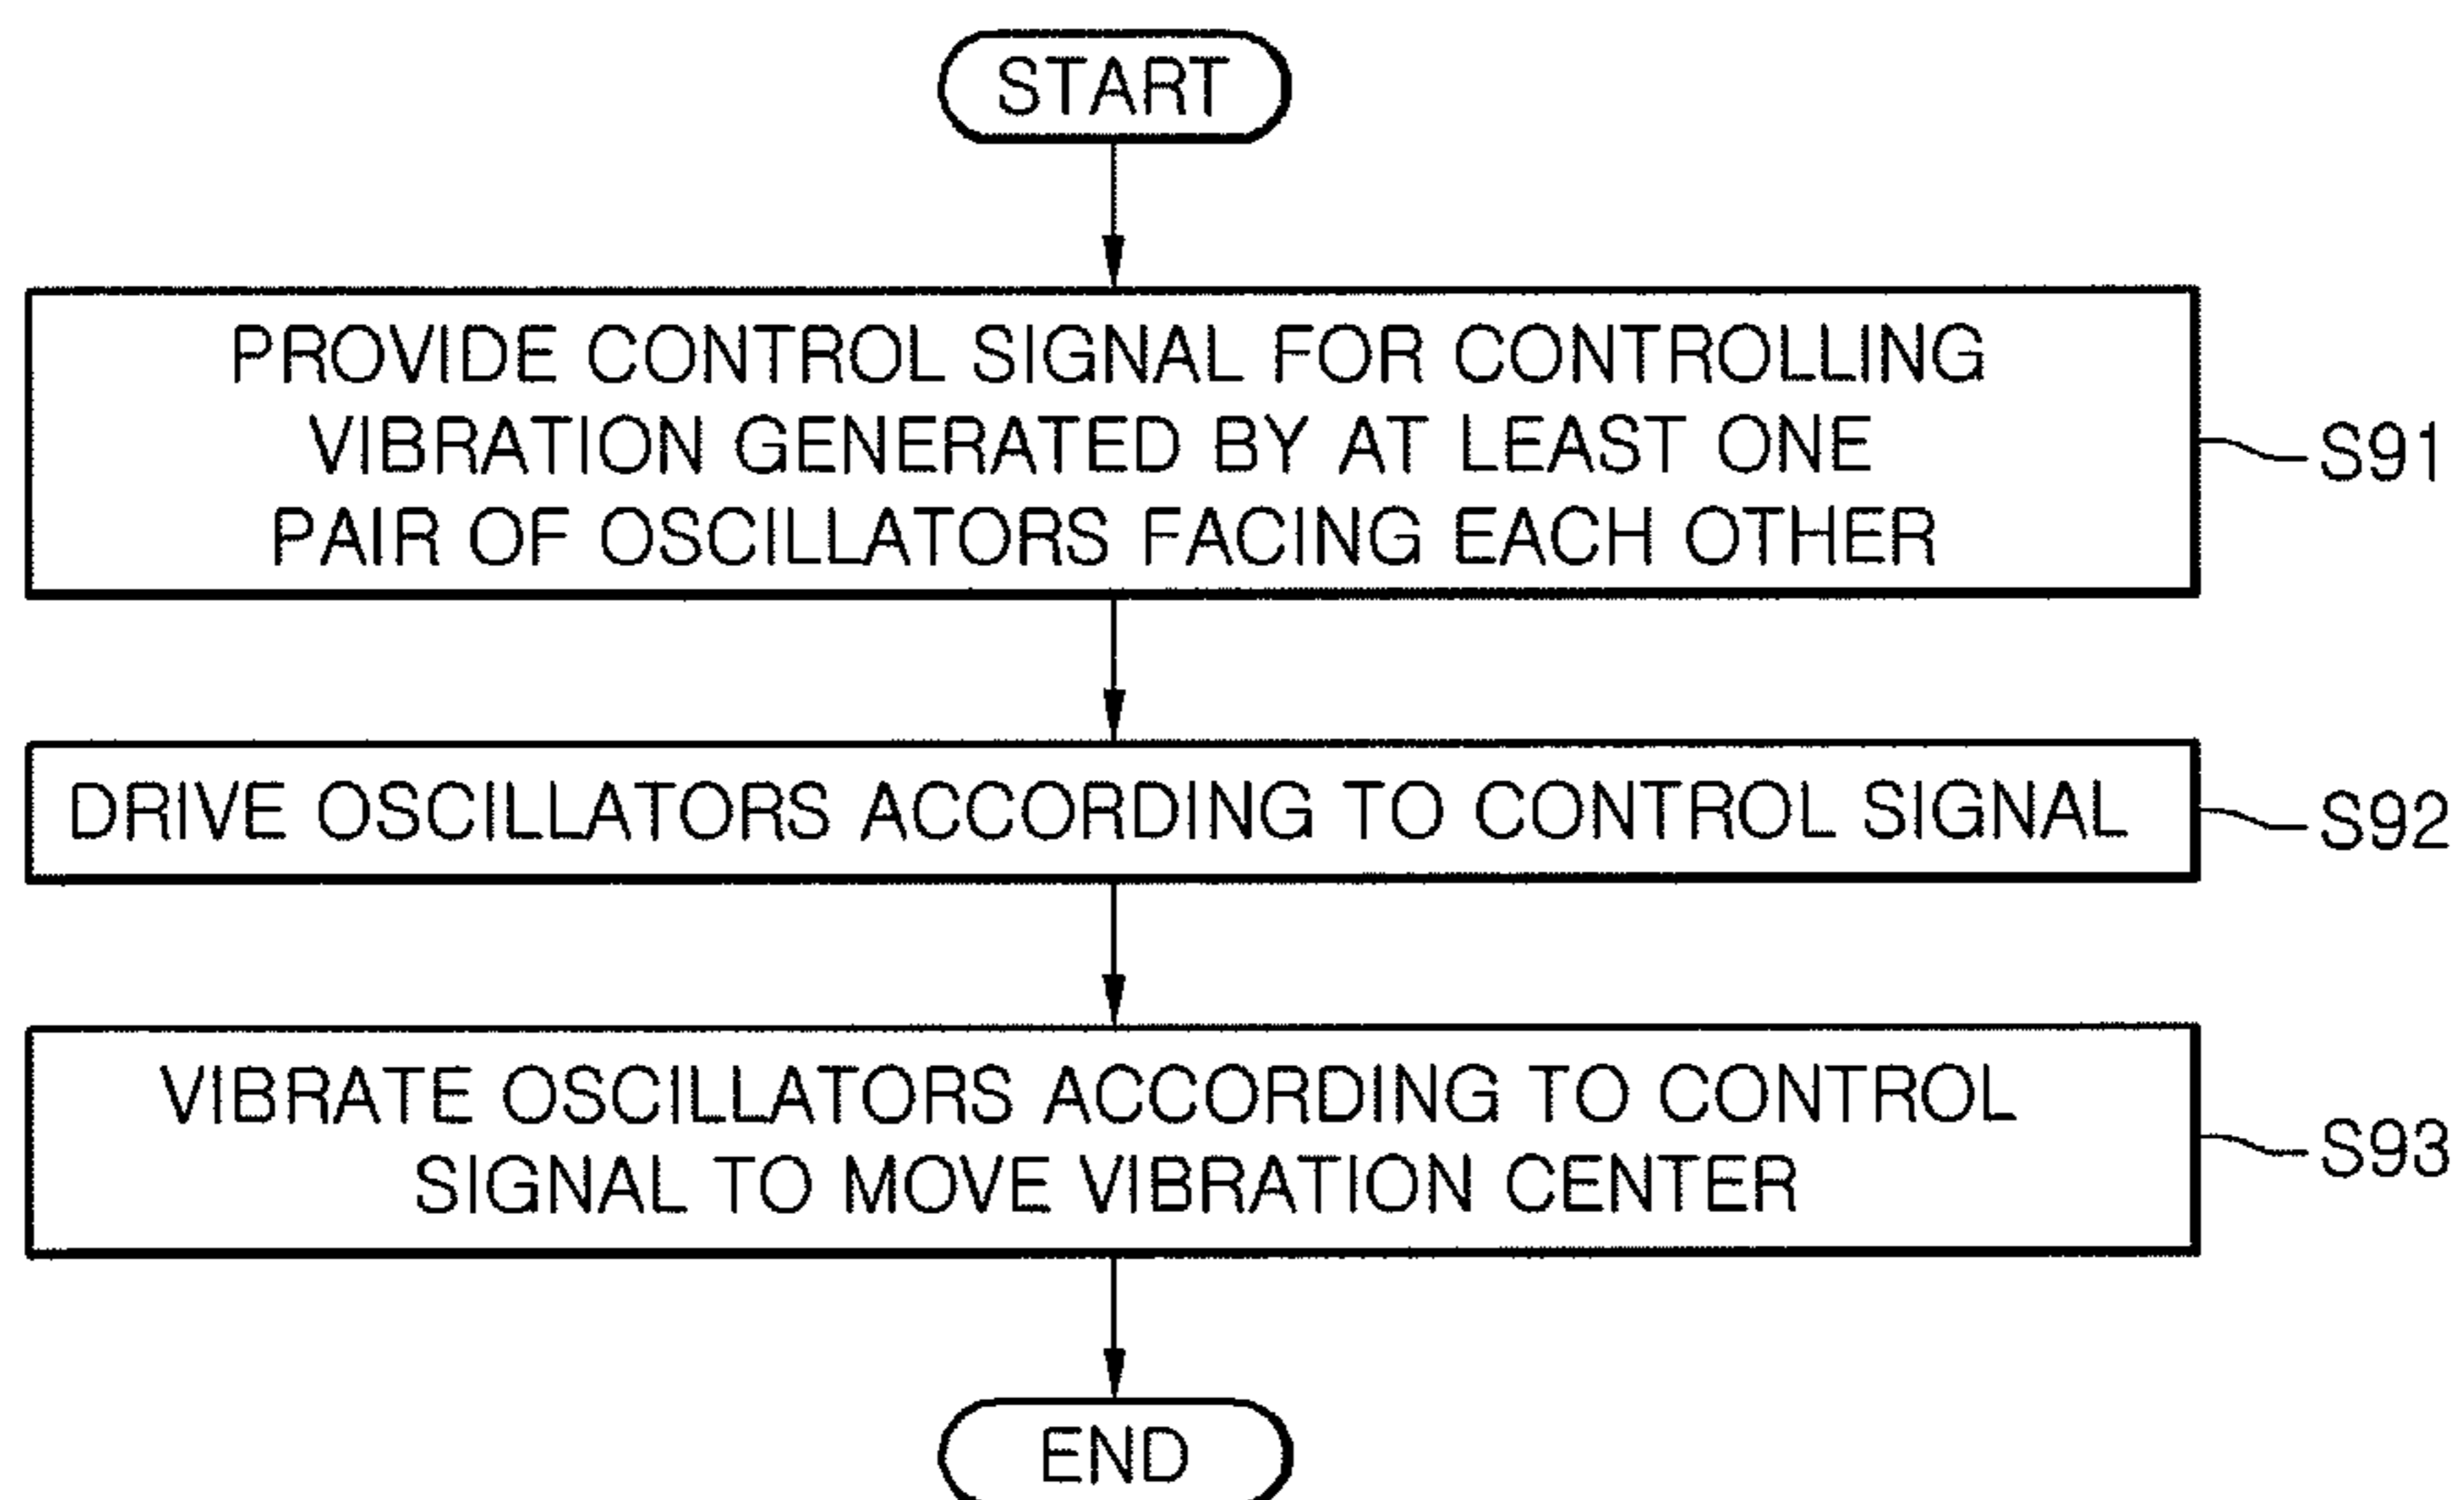 START
PROVIDE CONTROL SIGNAL FOR CONTROLLING
VIBRATION GENERATED BY AT LEAST ONE
PAIR OF OSCILLATORS FACING EACH OTHER
S91
DRIVE OSCILLATORS ACCORDING TO CONTROL SIGNAL
S92
VIBRATE OSCILLATORS ACCORDING TO CONTROL
SIGNAL TO MOVE VIBRATION CENTER
S93
END